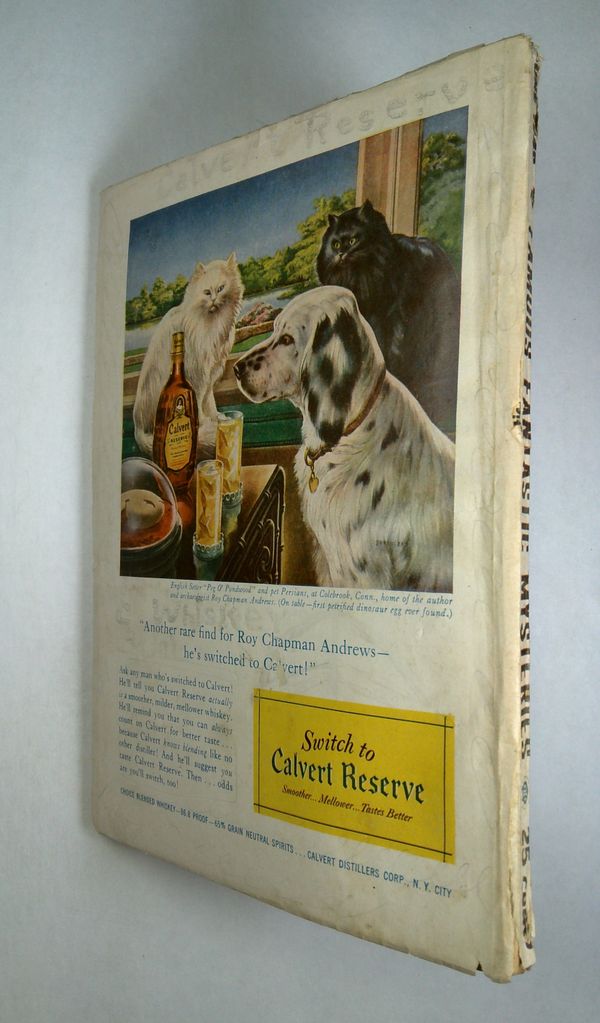 Calvert Reserve
Calvert
RESERVE
English Setter "Peg O' Pondwood" and pet Persians, at Colebrook, Conn., home of the author
and archaeologist Roy Chapman Andrews. (On table—first petrified dinosaur egg ever found.)
"Another rare find for Roy Chapman Andrews—
he's switched to Calvert!"
Ask any man who's switched to Calvert!
He'll tell you Calvert Reserve actually
is a smoother, milder, mellower whiskey.
He'll remind you that you can always
count on Calvert for better taste...
because Calvert knows blending like no
other distiller! And he'll suggest you
taste Calvert Reserve. Then... odds
are you'll switch, too!
Switch to
Calvert Reserve
Smoother... Mellower... Tastes Better
CHOICE BLENDED WHISKEY—86.8 PROOF—65% GRAIN NEUTRAL SPIRITS... CALVERT DISTILLERS CORP., N. Y. CITY
FAMOUS FANTASTIC MYSTERIES 25 Cents